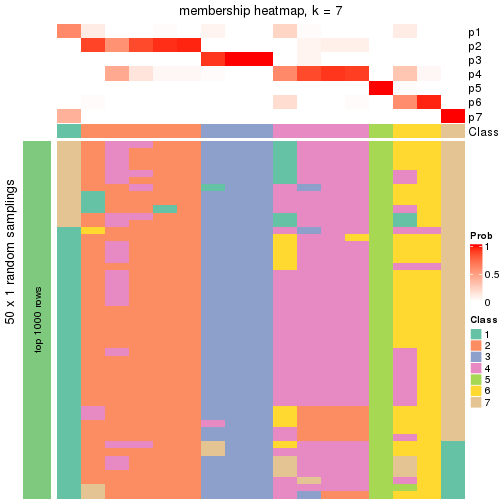 membership heatmap, k = 7
p1
p2
p3
p4
p5
p6
p7
Class
50 x 1 random samplings
top 1000 rows
Prob
1
0.5
0
Class
1
2
3
4
5
6
7